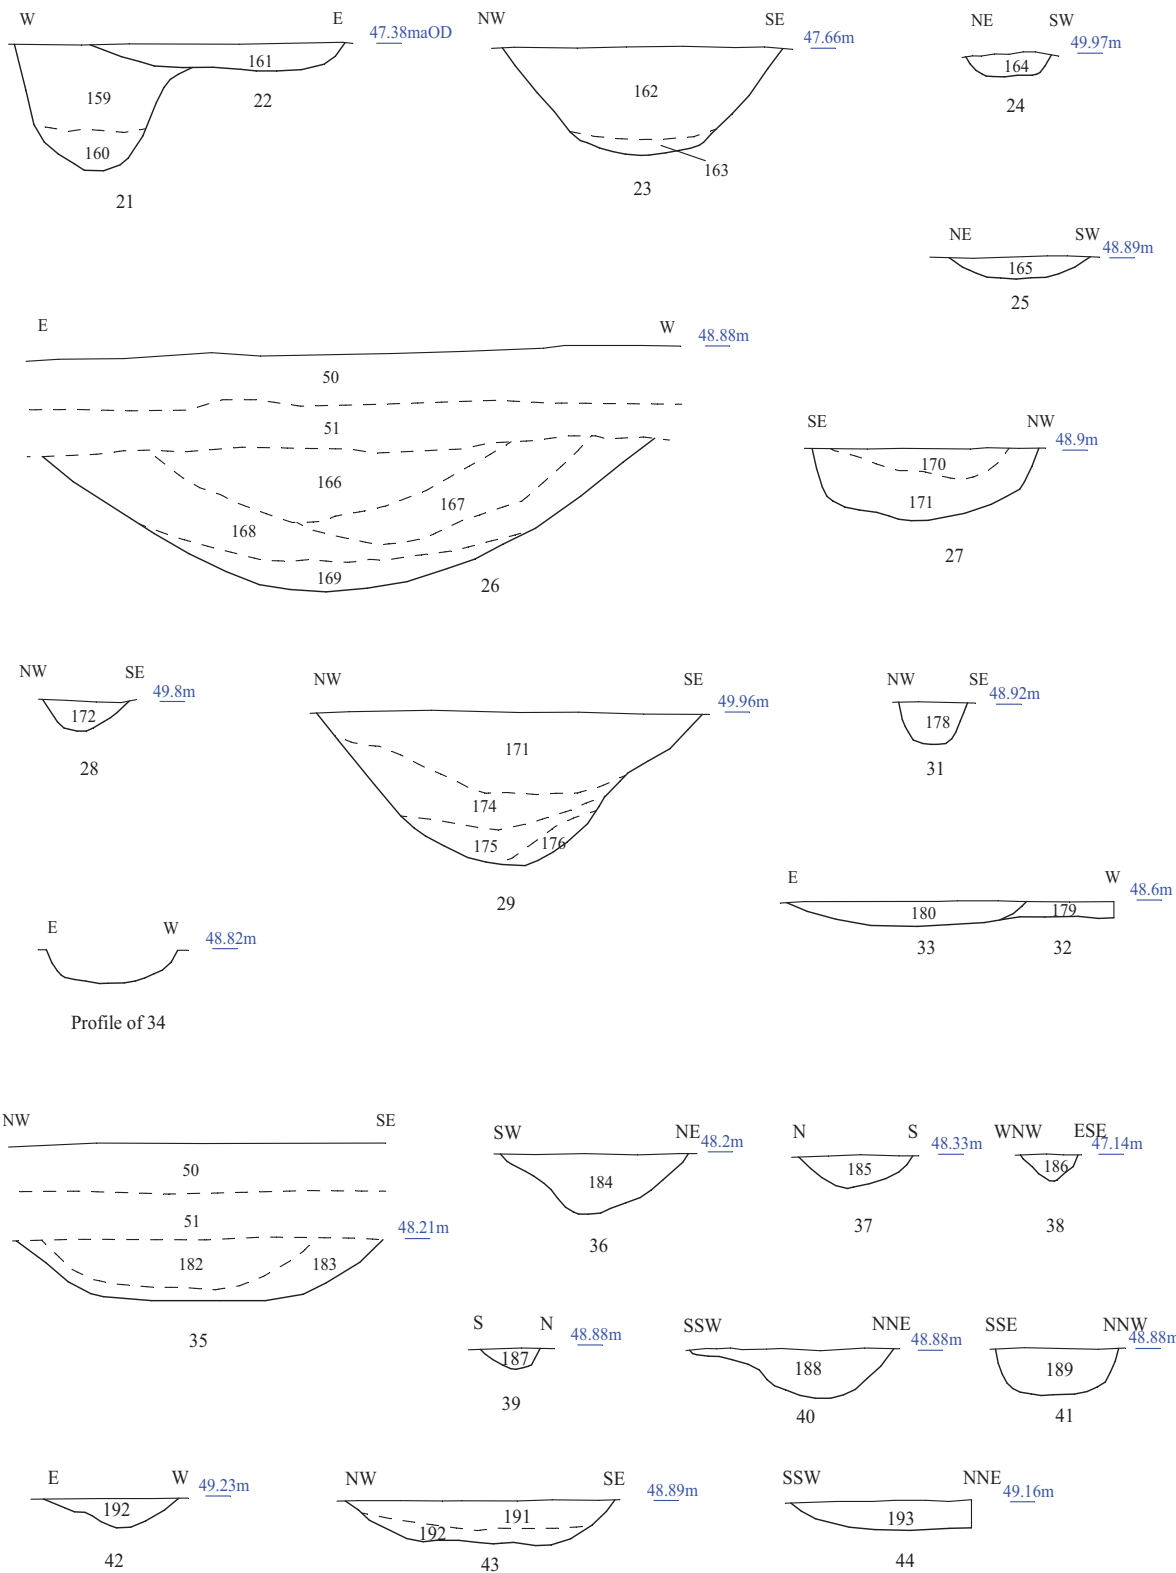 W E 47.38maOD
161
159
22
160
21
NW SE 47.66m
162
163
23
NE SW 49.97m
164
24
NE SW 48.89m
165
25
E W 48.88m
50
51
166
167
168
169 26
SE NW 48.9m
170
171
27
NW SE 49.8m
172
28
NW SE 49.96m
171
174
175 176
29
NW SE 48.92m
178
31
E W 48.6m
180 179
33 32
E W 48.82m
Profile of 34
NW SE
50
51 48.21m
182 183
35
SW NE 48.2m
184
36
N S 48.33m
185
37
WNW ESE 47.14m
186
38
S N 48.88m
187
39
SSW NNE 48.88m
188
40
SSE NNW 48.88m
189
41
E W 49.23m
192
42
NW SE 48.89m
191
192
43
SSW NNE 49.16m
193
44